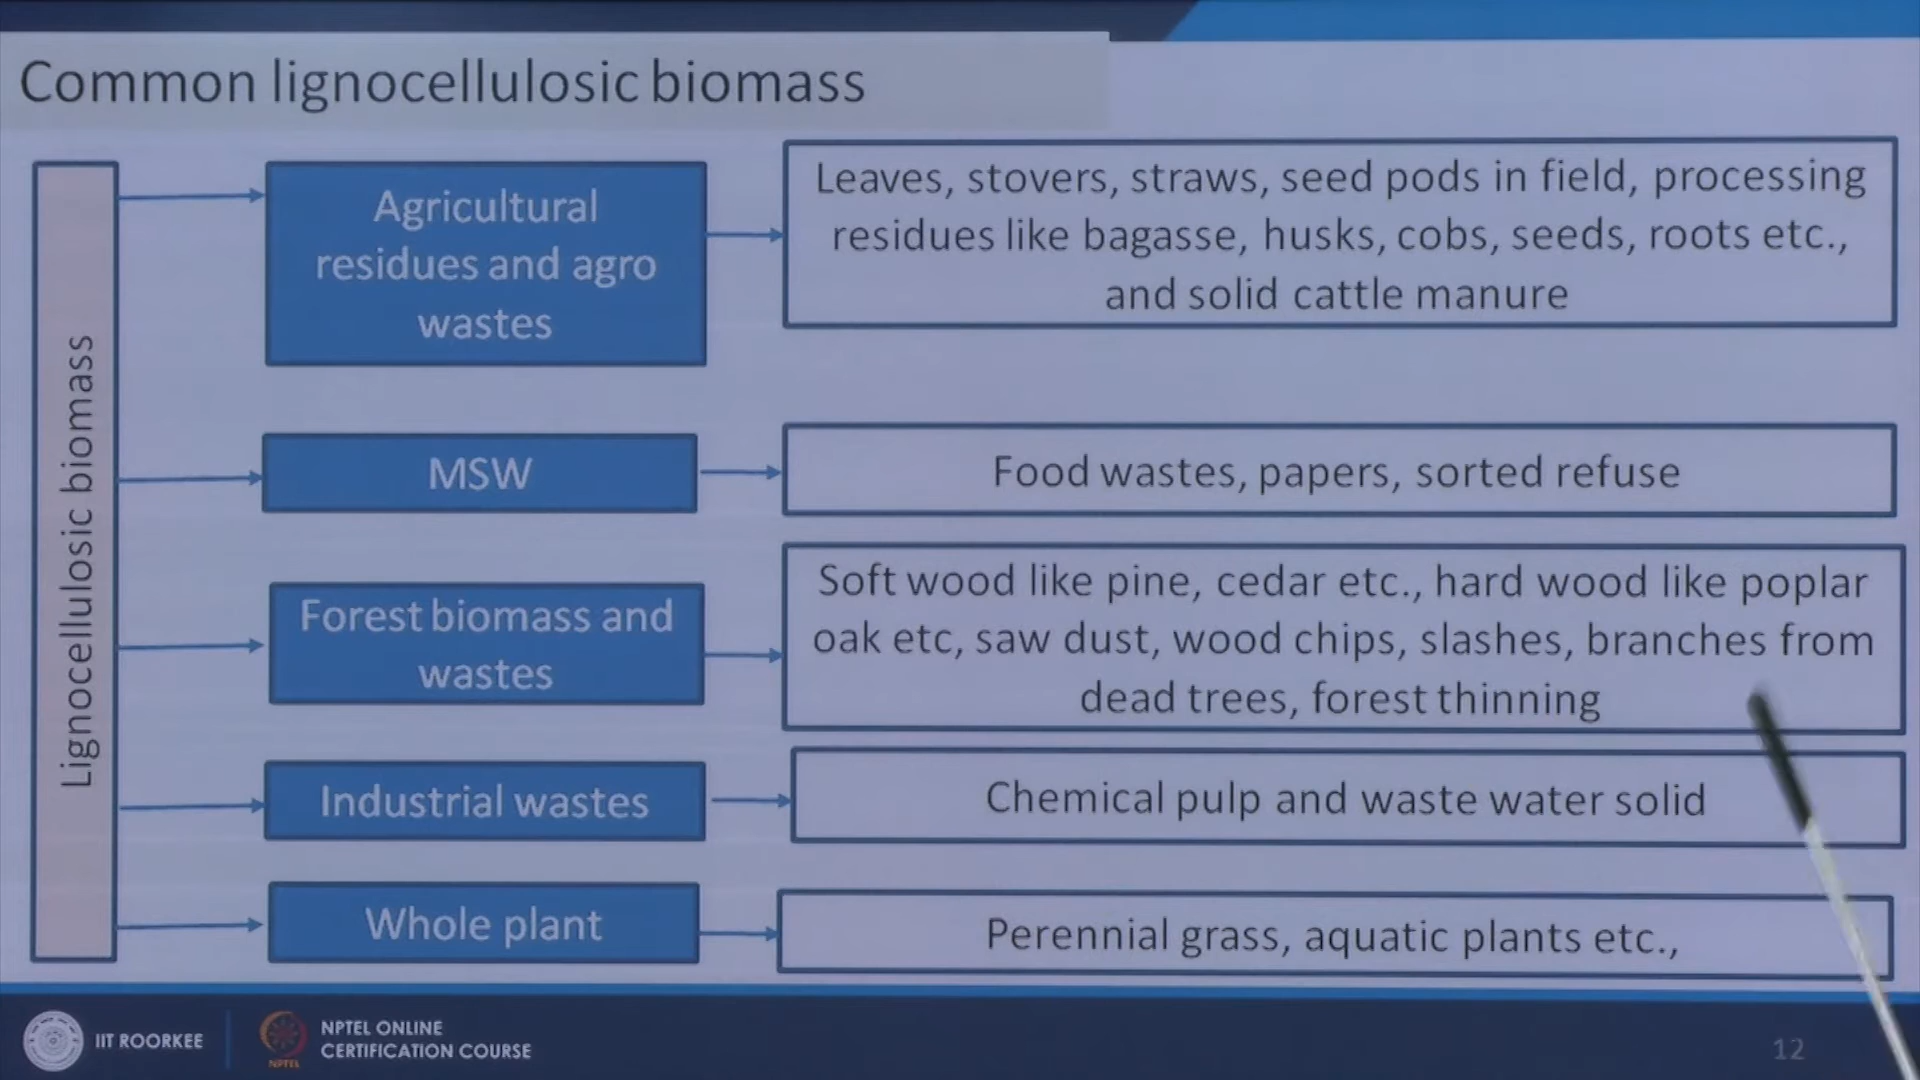 Common lignocellulosic biomass
Lignocellulosic biomass
Agricultural
residues and agro
wastes
Leaves, stovers, straws, seed pods in field, processing
residues like bagasse, husks, cobs, seeds, roots etc.,
and solid cattle manure
MSW
Food wastes, papers, sorted refuse
Forest biomass and
wastes
Soft wood like pine, cedar etc., hard wood like poplar
oak etc, saw dust, wood chips, slashes, branches from
dead trees, forest thinning
Industrial wastes
Chemical pulp and waste water solid
Whole plant
Perennial grass, aquatic plants etc.,
IIT ROORKEE
NPTEL
NPTEL ONLINE
CERTIFICATION COURSE
12